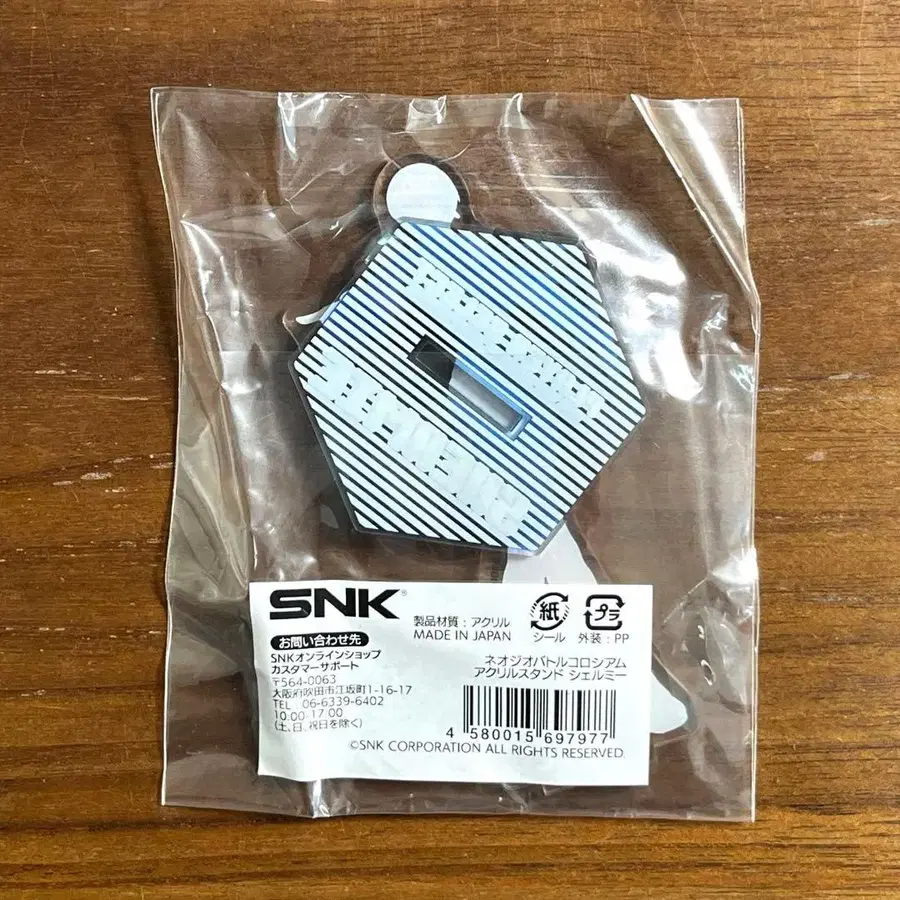 SNK®
お問い合わせ先
SNKオンラインショップ
カスタマーサポート
〒564-0063
大阪府吹田市江坂町1-16-17
TEL 06-6339-6402
10:00-17:00
(土、日、祝日を除く)
製品材質：アクリル
MADE IN JAPAN
紙
シール
プラ
外装：PP
ネオジオバトルコロシアム
アクリルスタンド シェルミー
4 580015 697977
©SNK CORPORATION ALL RIGHTS RESERVED.